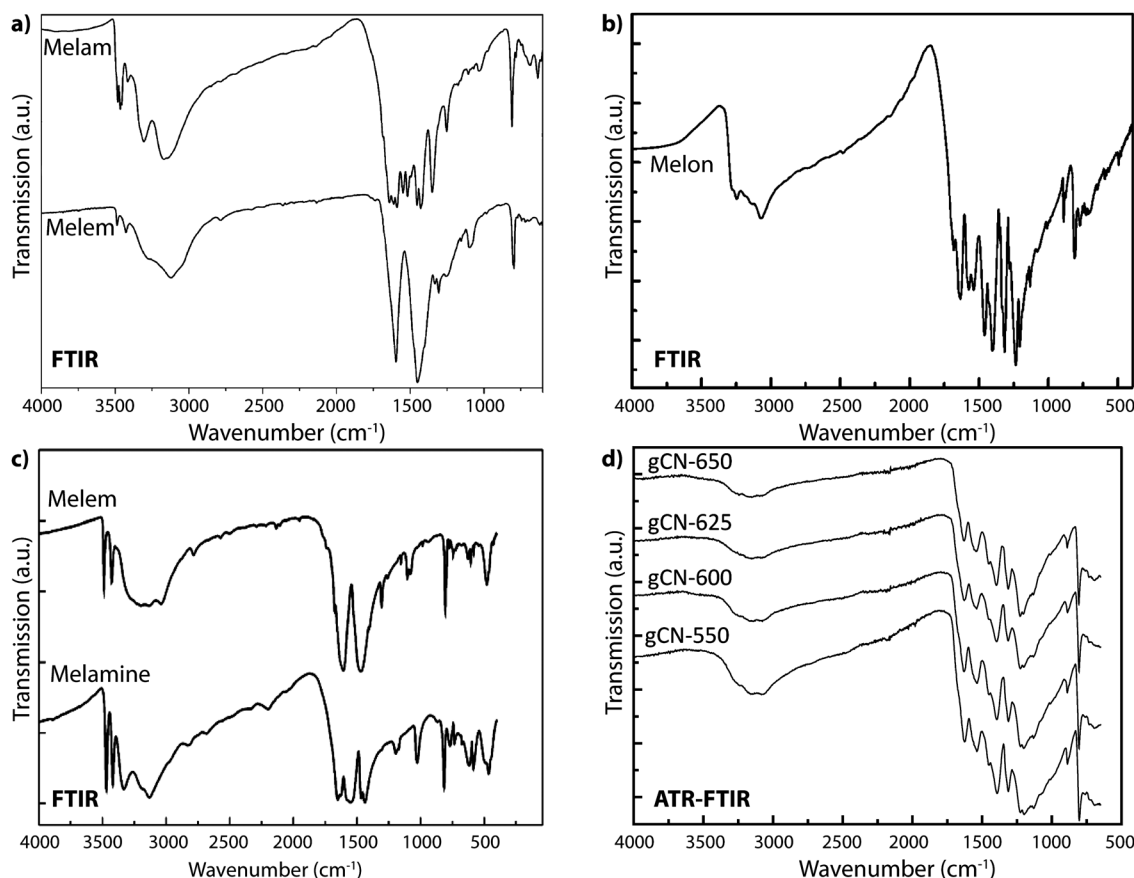 a)
Melam
Melem
FTIR
Transmission (a.u.)
4000 3500 3000 2500 2000 1500 1000
Wavenumber (cm⁻¹)
b)
Melon
FTIR
Transmission (a.u.)
4000 3500 3000 2500 2000 1500 1000 500
Wavenumber (cm⁻¹)
c)
Melem
Melamine
FTIR
Transmission (a.u.)
4000 3500 3000 2500 2000 1500 1000 500
Wavenumber (cm⁻¹)
d)
gCN-650
gCN-625
gCN-600
gCN-550
ATR-FTIR
Transmission (a.u.)
4000 3500 3000 2500 2000 1500 1000 500
Wavenumber (cm⁻¹)